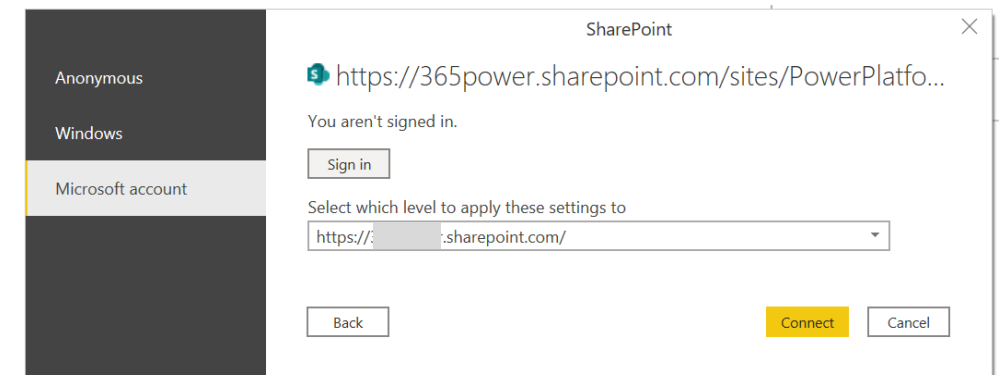 SharePoint
Anonymous
Windows
Microsoft account
https://365power.sharepoint.com/sites/PowerPlatfo...
You aren't signed in.
Sign in
Select which level to apply these settings to
https:// .sharepoint.com/
Back
Connect
Cancel